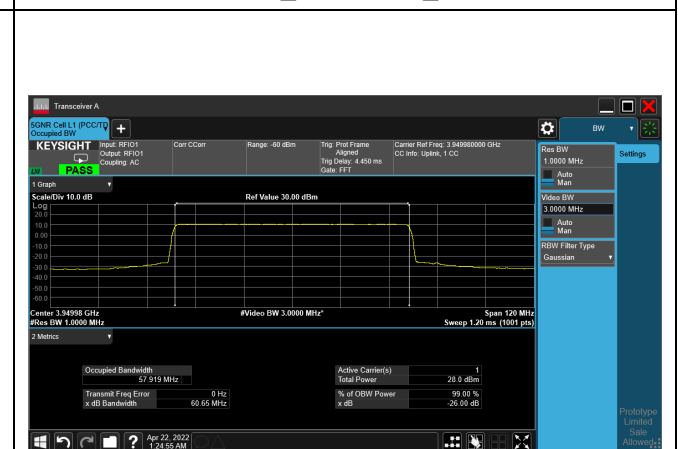 Transceiver A
5GNR Cell L1 (PCC/TD
Occupied BW
+
BW
KEYSIGHT
LV
PASS
Input: RFIO1
Output: RFIO1
Coupling: AC
Corr CCorr
Range: -60 dBm
Trig: Prot Frame
Aligned
Trig Delay: 4.450 ms
Gate: FFT
Carrier Ref Freq: 3.949980000 GHz
CC Info: Uplink, 1 CC
Res BW
1.0000 MHz
Auto
Man
Video BW
3.0000 MHz
Auto
Man
RBW Filter Type
Gaussian
Settings
1 Graph
Scale/Div 10.0 dB
Ref Value 30.00 dBm
Log
20.0
10.0
0.00
-10.0
-20.0
-30.0
-40.0
-50.0
-60.0
Center 3.94998 GHz
#Video BW 3.0000 MHz*
Span 120 MHz
#Res BW 1.0000 MHz
Sweep 1.20 ms (1001 pts)
2 Metrics
Occupied Bandwidth
57.919 MHz
Transmit Freq Error 0 Hz
x dB Bandwidth 60.65 MHz
Active Carrier(s) 1
Total Power 28.0 dBm
% of OBW Power 99.00 %
x dB -26.00 dB
Prototype
Limited
Sale
Allowed
?
Apr 22, 2022
1:24:55 AM